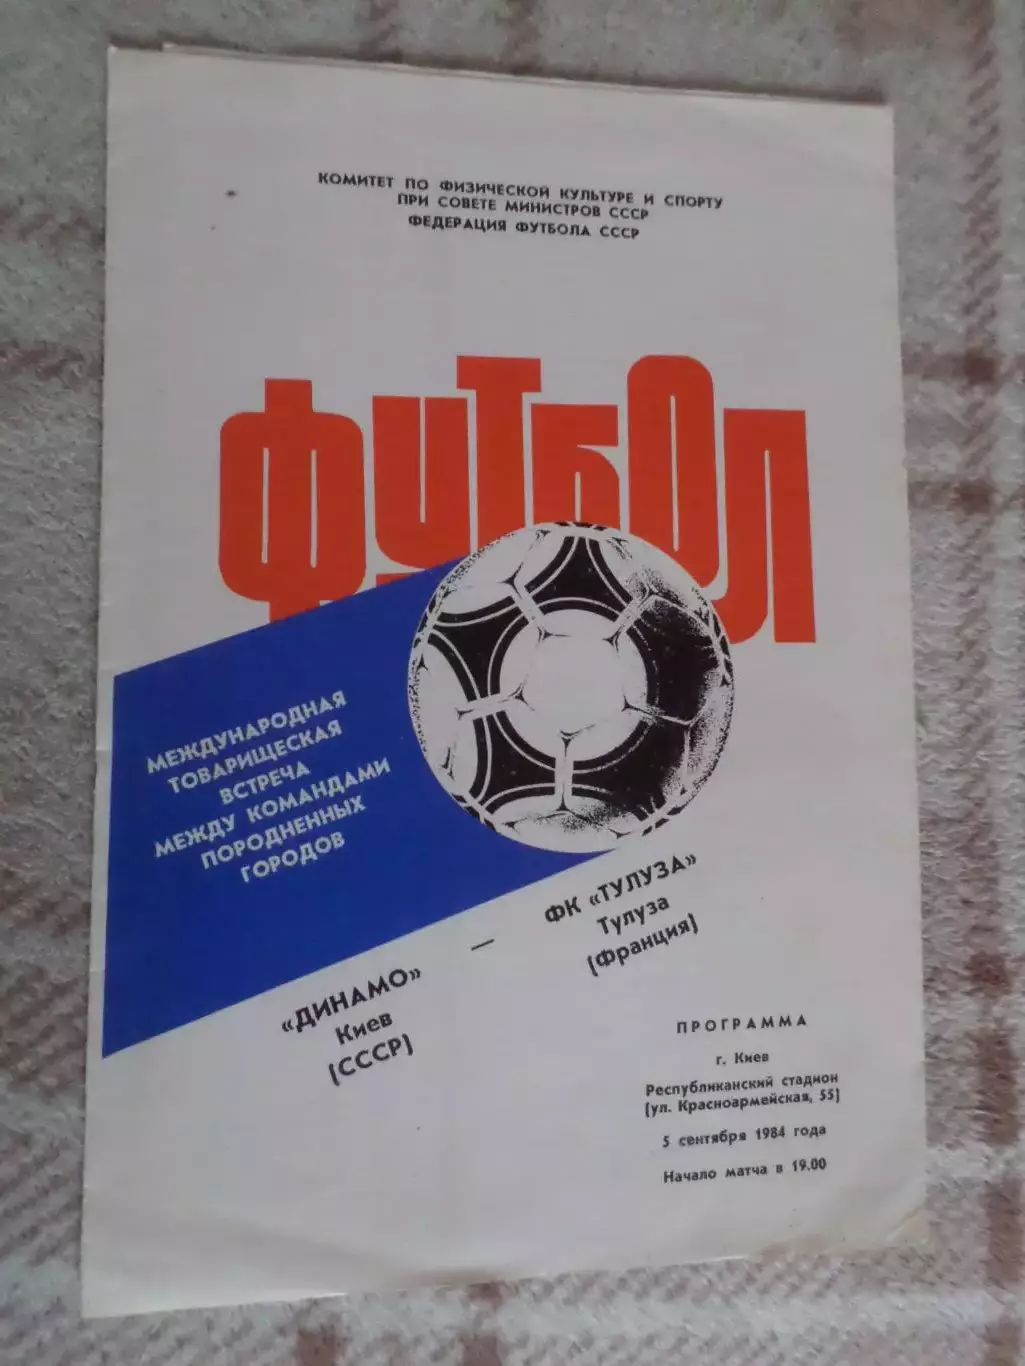 КОМИТЕТ ПО ФИЗИЧЕСКОЙ КУЛЬТУРЕ И СПОРТУ
ПРИ СОВЕТЕ МИНИСТРОВ СССР
ФЕДЕРАЦИЯ ФУТБОЛА СССР
ФУТБОЛ
МЕЖДУНАРОДНАЯ
ТОВАРИЩЕСКАЯ
ВСТРЕЧА
МЕЖДУ КОМАНДАМИ
ПОРОДНЕННЫХ
ГОРОДОВ
«ДИНАМО»
Киев
(СССР)
—
ФК «ТУЛУЗА»
Тулуза
(Франция)
ПРОГРАММА
г. Киев
Республиканский стадион
(ул. Красноармейская, 55)
5 сентября 1984 года
Начало матча в 19.00